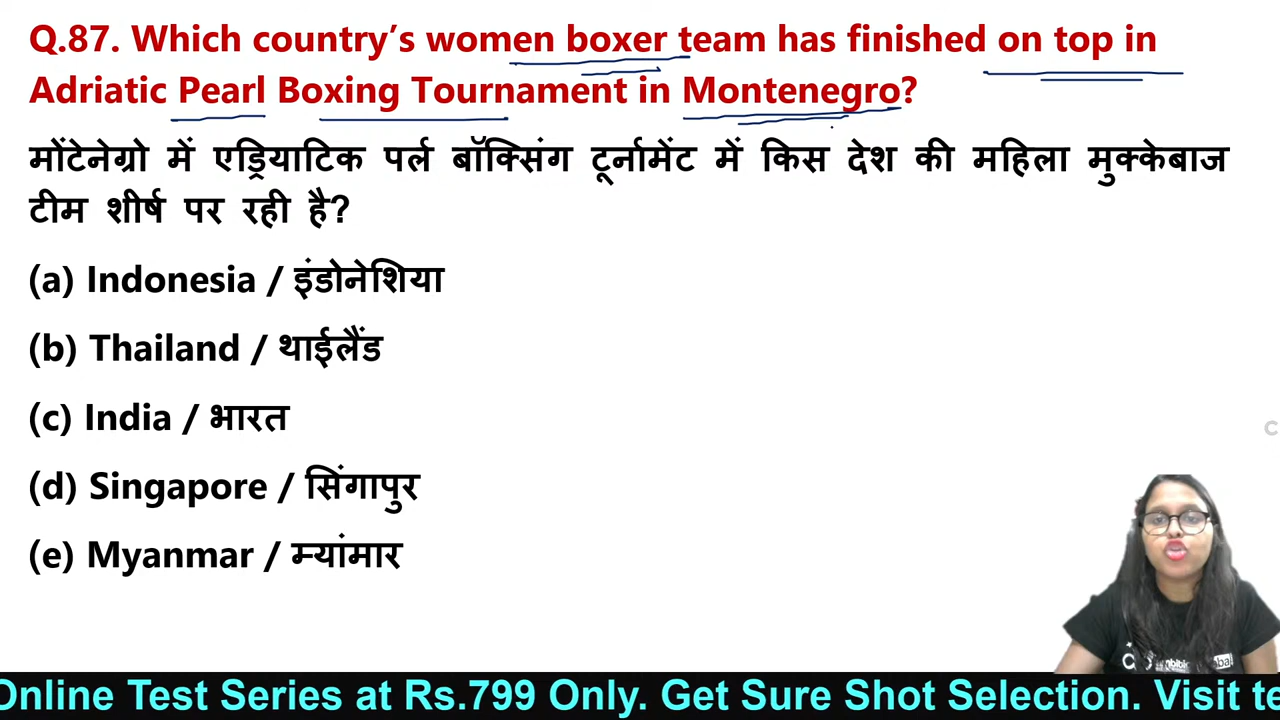 Q.87. Which country’s women boxer team has finished on top in
Adriatic Pearl Boxing Tournament in Montenegro?
मोंटेनेग्रो में एड्रियाटिक पर्ल बॉक्सिंग टूर्नामेंट में किस देश की महिला मुक्केबाज
टीम शीर्ष पर रही है?
(a) Indonesia / इंडोनेशिया
(b) Thailand / थाईलैंड
(c) India / भारत
(d) Singapore / सिंगापुर
(e) Myanmar / म्यांमार
Online Test Series at Rs.799 Only. Get Sure Shot Selection. Visit te